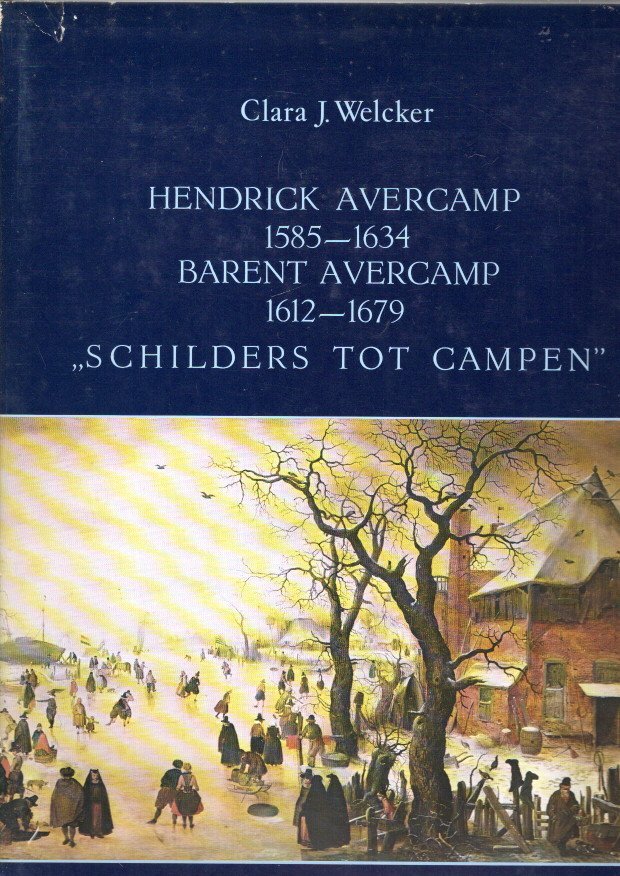 Clara J. Welcker
HENDRICK AVERCAMP
1585—1634
BARENT AVERCAMP
1612—1679
„SCHILDERS TOT CAMPEN”